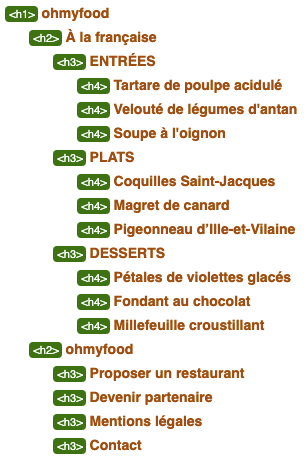 <h1> ohmyfood
<h2> À la française
<h3> ENTRÉES
<h4> Tartare de poulpe acidulé
<h4> Velouté de légumes d'antan
<h4> Soupe à l'oignon
<h3> PLATS
<h4> Coquilles Saint-Jacques
<h4> Magret de canard
<h4> Pigeonneau d’Ille-et-Vilaine
<h3> DESSERTS
<h4> Pétales de violettes glacés
<h4> Fondant au chocolat
<h4> Millefeuille croustillant
<h2> ohmyfood
<h3> Proposer un restaurant
<h3> Devenir partenaire
<h3> Mentions légales
<h3> Contact